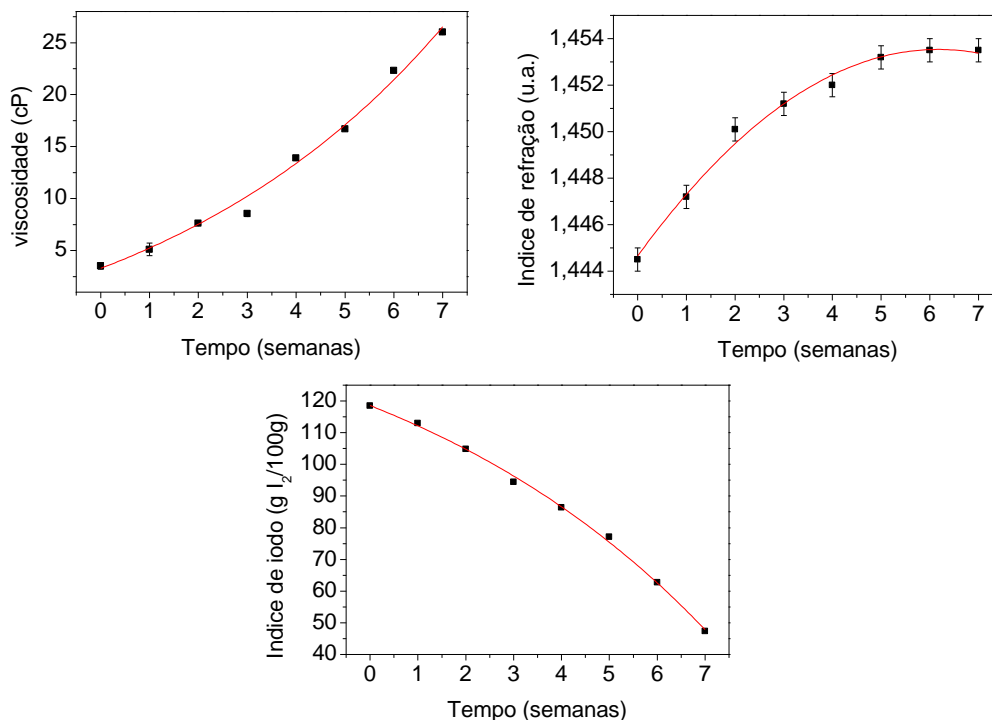 25
20
15
10
5
viscosidade (cP)
0 1 2 3 4 5 6 7
Tempo (semanas)
1,454
1,452
1,450
1,448
1,446
1,444
Indice de refração (u.a.)
0 1 2 3 4 5 6 7
Tempo (semanas)
120
110
100
90
80
70
60
50
40
Indice de iodo (g I₂/100g)
0 1 2 3 4 5 6 7
Tempo (semanas)